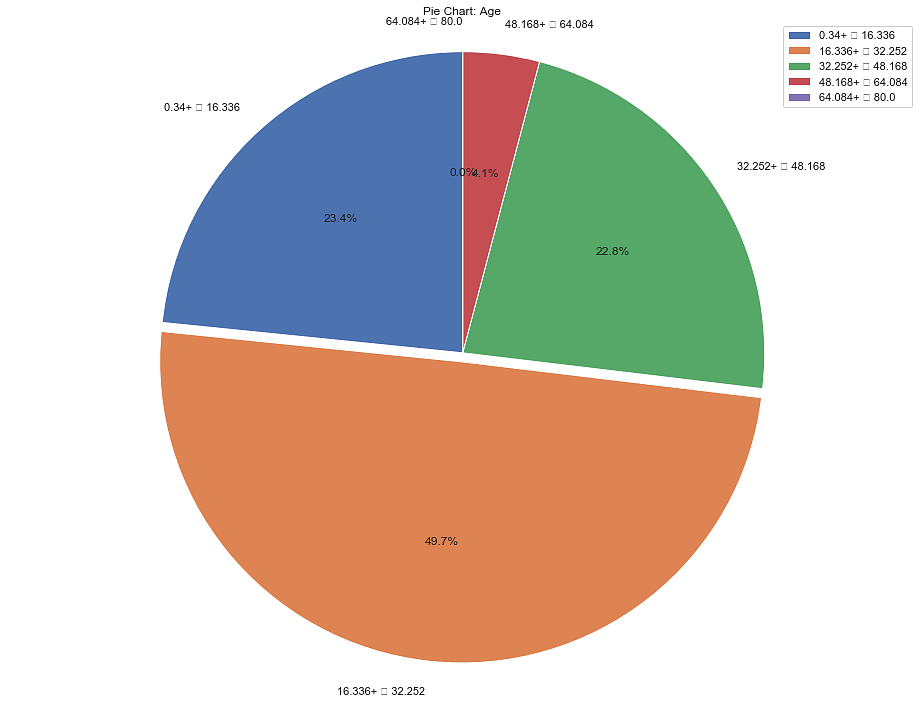 Pie Chart: Age
64.084+ □ 80.0
48.168+ □ 64.084
0.34+ □ 16.336
16.336+ □ 32.252
32.252+ □ 48.168
48.168+ □ 64.084
64.084+ □ 80.0
0.34+ □ 16.336
32.252+ □ 48.168
0.0%
4.1%
23.4%
22.8%
49.7%
16.336+ □ 32.252